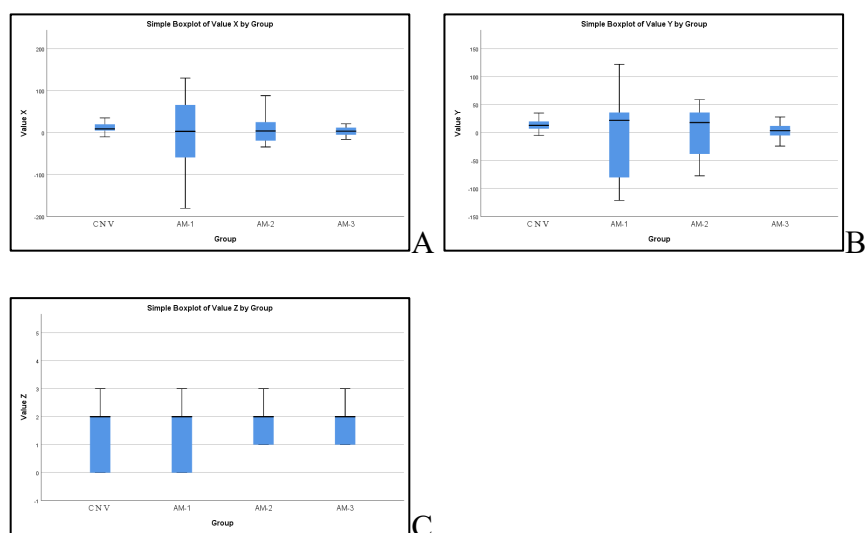 Simple Boxplot of Value X by Group
Value X
200
100
0
-100
-200
C N V AM-1 AM-2 AM-3
Group
A
Simple Boxplot of Value Y by Group
Value Y
150
100
50
0
-50
-100
-150
C N V AM-1 AM-2 AM-3
Group
B
Simple Boxplot of Value Z by Group
Value Z
5
4
3
2
1
0
-1
C N V AM-1 AM-2 AM-3
Group
C